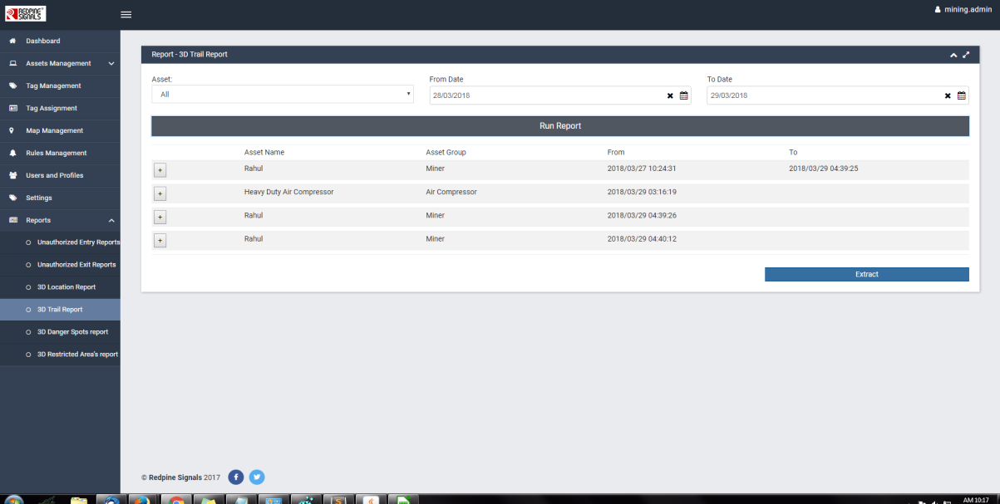 REDPINE SIGNALS
mining.admin
Dashboard
Assets Management
Tag Management
Tag Assignment
Map Management
Rules Management
Users and Profiles
Settings
Reports
Unauthorized Entry Reports
Unauthorized Exit Reports
3D Location Report
3D Trail Report
3D Danger Spots report
3D Restricted Area's report
Report - 3D Trail Report
Asset: From Date To Date
All 28/03/2018 29/03/2018
Run Report
Asset Name Asset Group From To
+ Rahul Miner 2018/03/27 10:24:31 2018/03/29 04:39:25
+ Heavy Duty Air Compressor Air Compressor 2018/03/29 03:16:19
+ Rahul Miner 2018/03/29 04:39:26
+ Rahul Miner 2018/03/29 04:40:12
Extract
© Redpine Signals 2017
AM 10:17